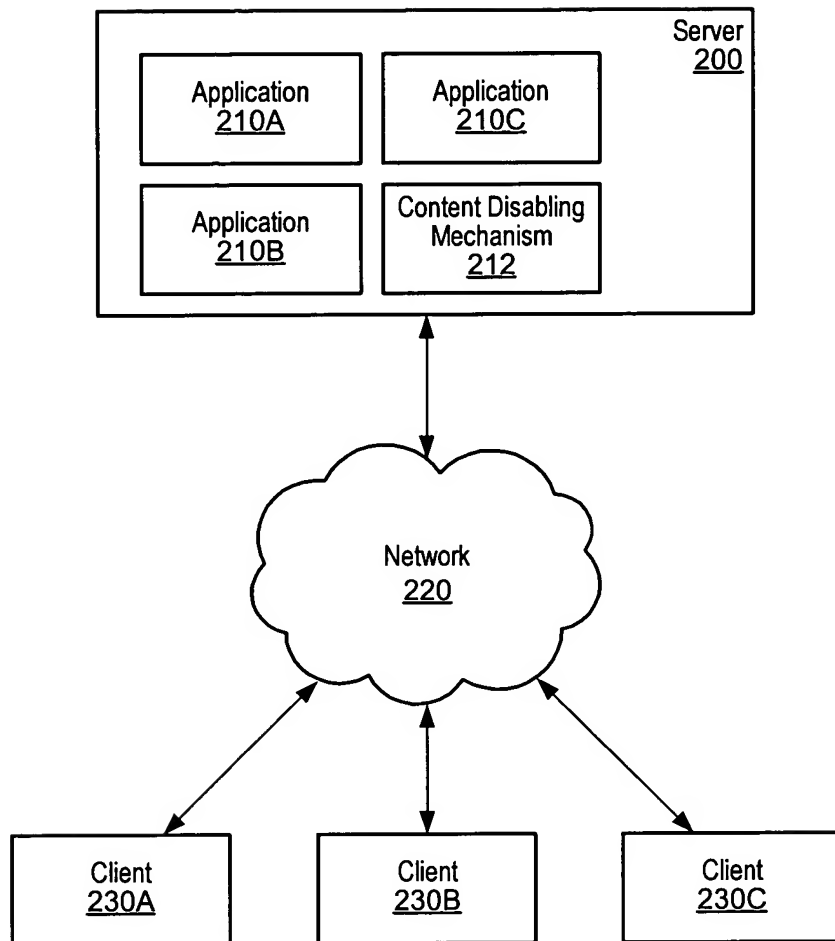 Server
200
Application
210A
Application
210C
Application
210B
Content Disabling
Mechanism
212
Network
220
Client
230A
Client
230B
Client
230C